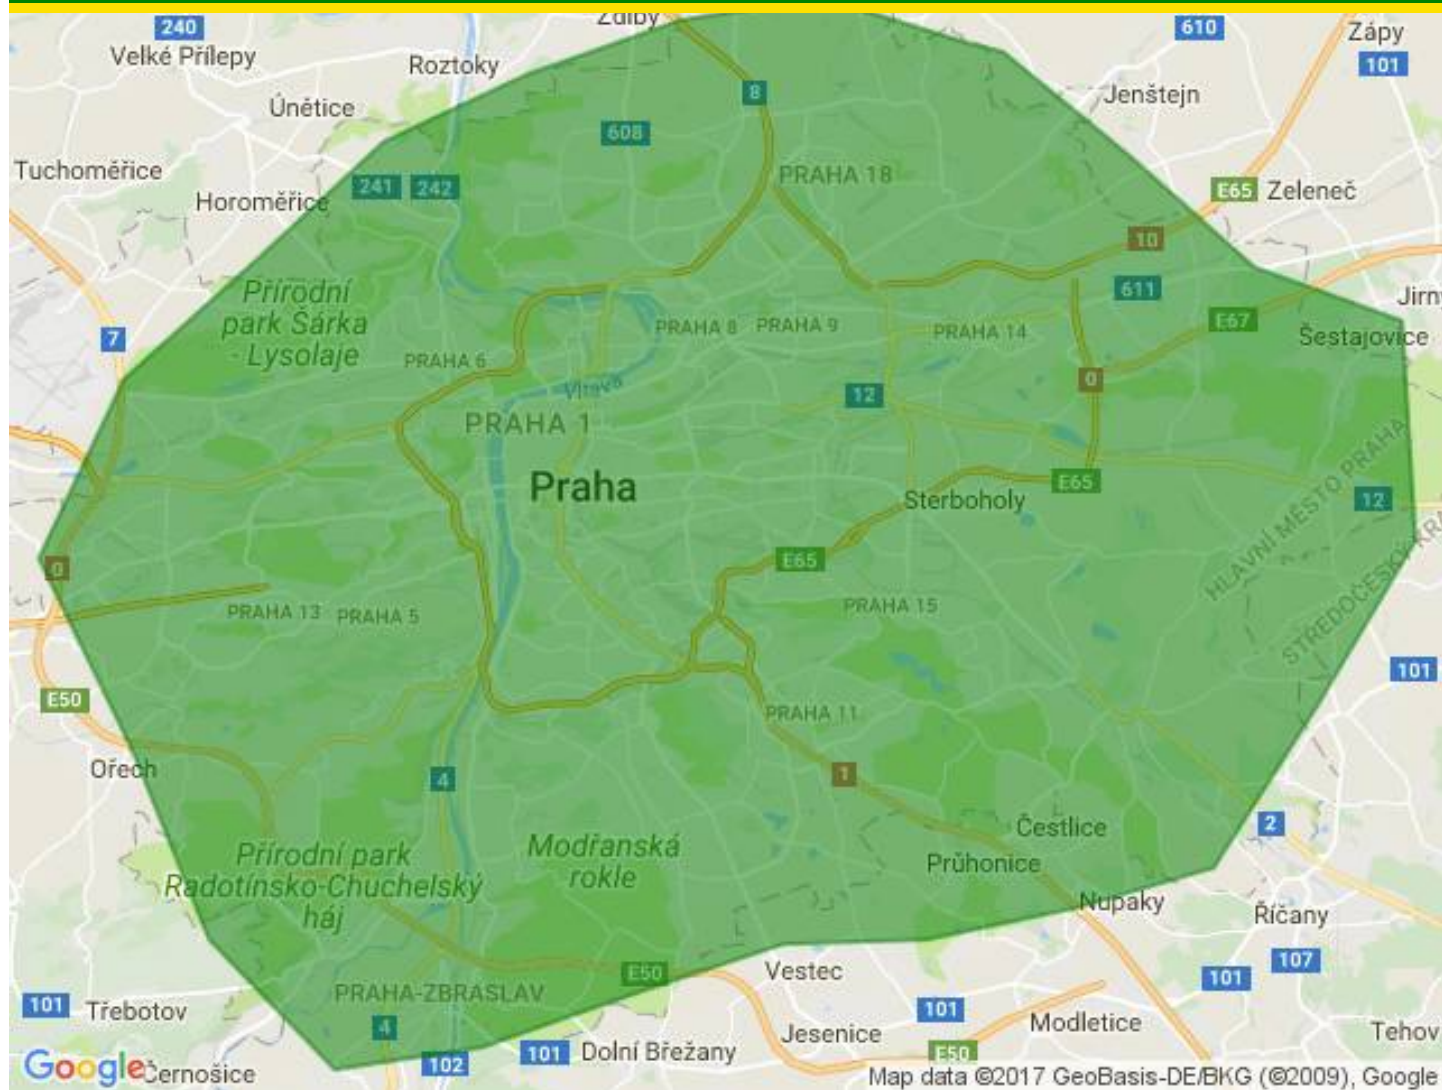 240
Zdiby
610
Zápy
Velké Přílepy
Roztoky
101
8
Jenštejn
Únětice
608
Tuchoměřice
PRAHA 18
241
242
E65
Zeleneč
Horoměřice
10
Přírodní
park Šárka
- Lysolaje
611
Jirn
7
PRAHA 8
PRAHA 9
PRAHA 14
E67
Šestajovice
PRAHA 6
0
Vltava
12
PRAHA 1
Praha
E65
Sterboholy
12
HLAVNÍ MĚSTO PRAHA
STŘEDOČESKÝ KRA
0
E65
PRAHA 13
PRAHA 5
PRAHA 15
101
E50
PRAHA 11
Ořech
4
1
2
Čestlice
Přírodní park
Radotínsko-Chuchelský
háj
Modřanská
rokle
Průhonice
Nupaky
Říčany
E50
Vestec
107
101
PRAHA-ZBRASLAV
101
Třebotov
101
4
Jesenice
Modletice
Tehov
Google
Černošice
102
101
Dolní Břežany
E50
Map data ©2017 GeoBasis-DE/BKG (©2009), Google